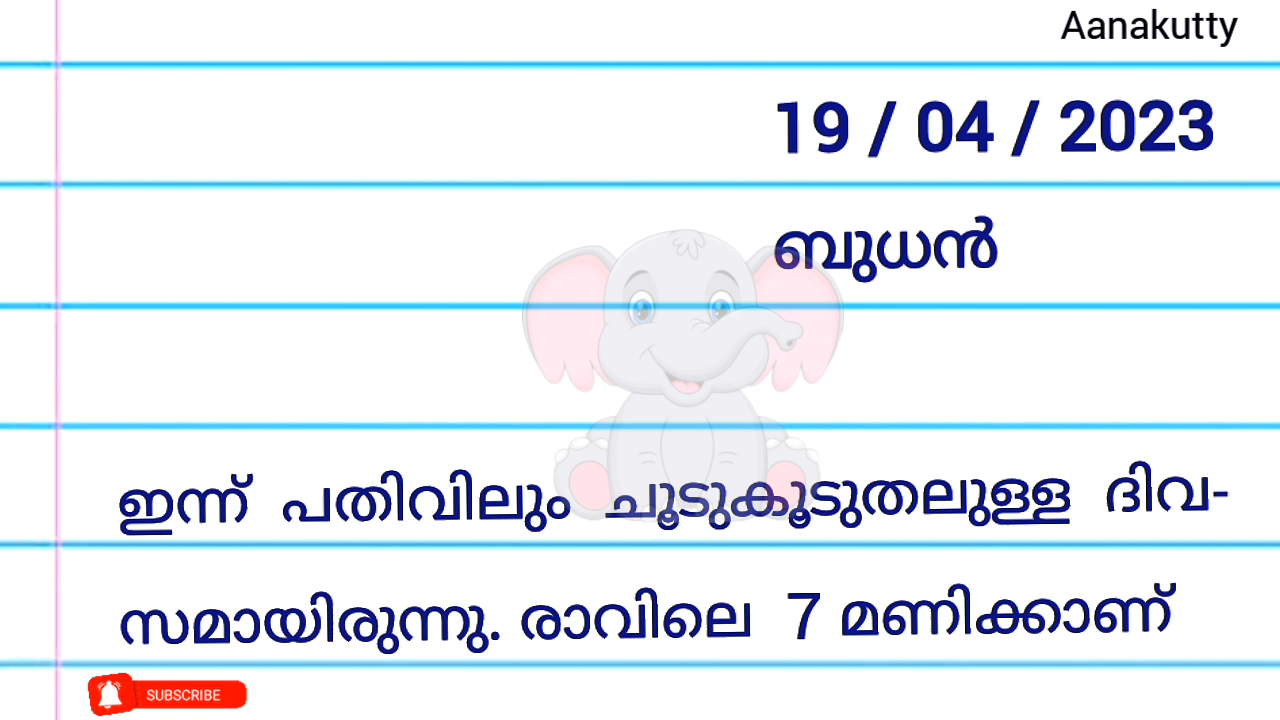 Aanakutty
19 / 04 / 2023
ബുധൻ
ഇന്ന് പതിവിലും ചൂടുകൂടുതലുള്ള ദിവ-
സമായിരുന്നു. രാവിലെ 7 മണിക്കാണ്
SUBSCRIBE